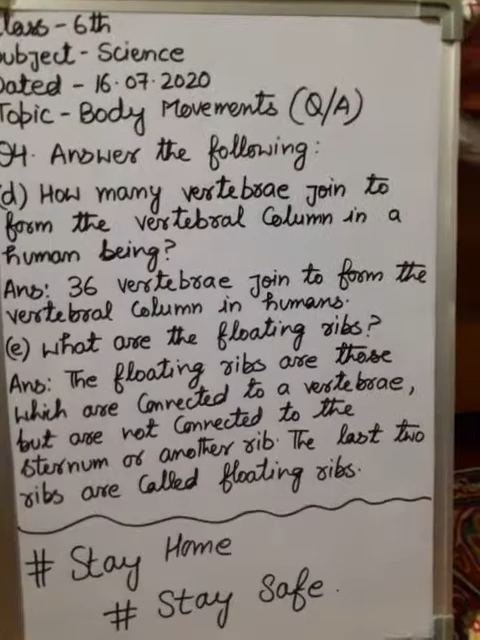 Class - 6th
Subject - Science
Dated - 16.07.2020
Topic - Body Movements (Q/A)
Q4. Answer the following:
(d) How many vertebrae join to
form the vertebral Column in a
human being?
Ans: 36 vertebrae join to form the
vertebral Column in humans.
(e) What are the floating ribs?
Ans: The floating ribs are those
which are Connected to a vertebrae,
but are not Connected to the
sternum or another rib. The last two
ribs are Called floating ribs.
# Stay Home
# Stay Safe.